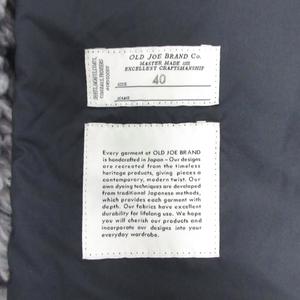 OLD JOE BRAND Co.
MASTER MADE
EXCELLENT CRAFTSMANSHIP
SIZE 40
NAME
Every garment at OLD JOE BRAND
is handcrafted in Japan - Our designs
are recreated from the timeless
heritage products, giving pieces a
contemporary, modern twist. Our
own dyeing techniques are developed
from traditional Japanese methods,
which provides each garment with
depth. Our fabrics have excellent
durability for lifelong use. We hope
you will cherish our products and
incorporate our designs into your
everyday wardrobe.